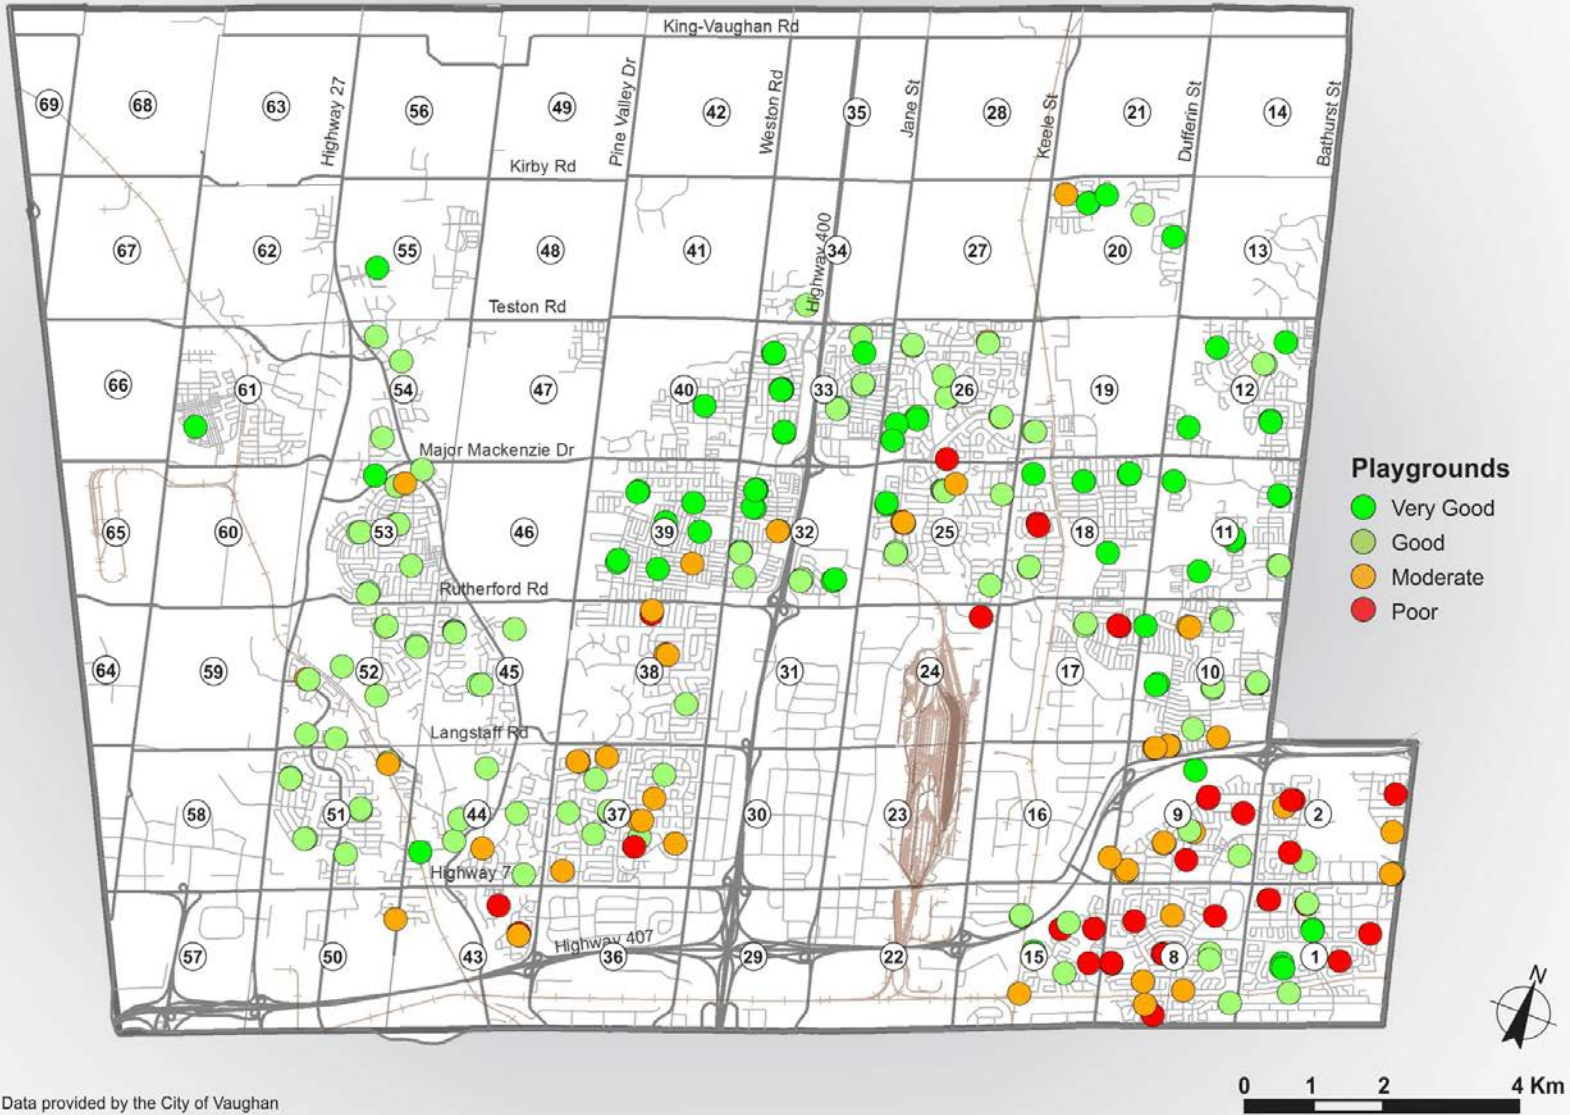 King-Vaughan Rd
69
68
63
Highway 27
56
49
Pine Valley Dr
42
Weston Rd
35
Jane St
28
Keele St
21
Dufferin St
14
Bathurst St
Kirby Rd
67
62
55
48
41
Highway 400
34
27
20
13
Teston Rd
66
61
54
47
40
33
26
19
12
Major Mackenzie Dr
65
60
53
46
39
32
25
18
11
Rutherford Rd
64
59
52
45
38
31
24
17
10
Langstaff Rd
58
51
44
37
30
23
16
9
2
Highway 7
57
50
43
Highway 407
36
29
22
15
8
1
Playgrounds
Very Good
Good
Moderate
Poor
N
0 1 2 4 Km
Data provided by the City of Vaughan